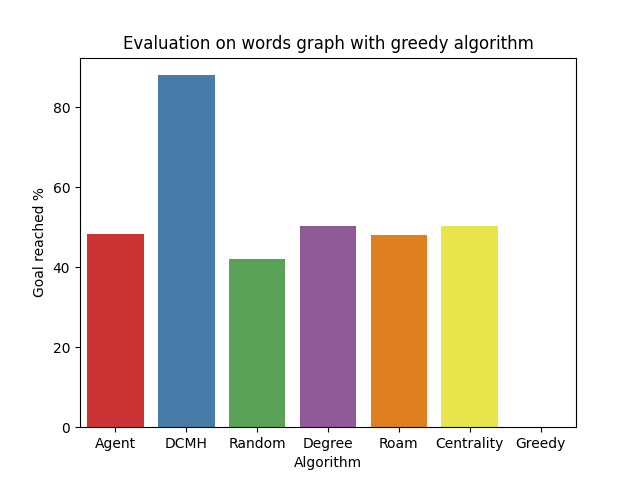 Evaluation on words graph with greedy algorithm
Goal reached %
80
60
40
20
0
Agent DCMH Random Degree Roam Centrality Greedy
Algorithm